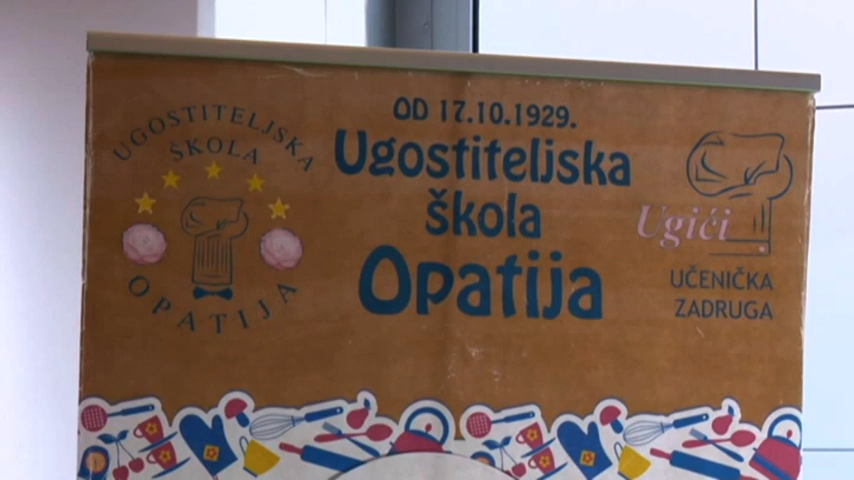 UGOSTITELJSKA
ŠKOLA
OPATIJA
OD 17.10.1929.
Ugostiteljska
škola
Opatija
Ugići
UČENIČKA
ZADRUGA